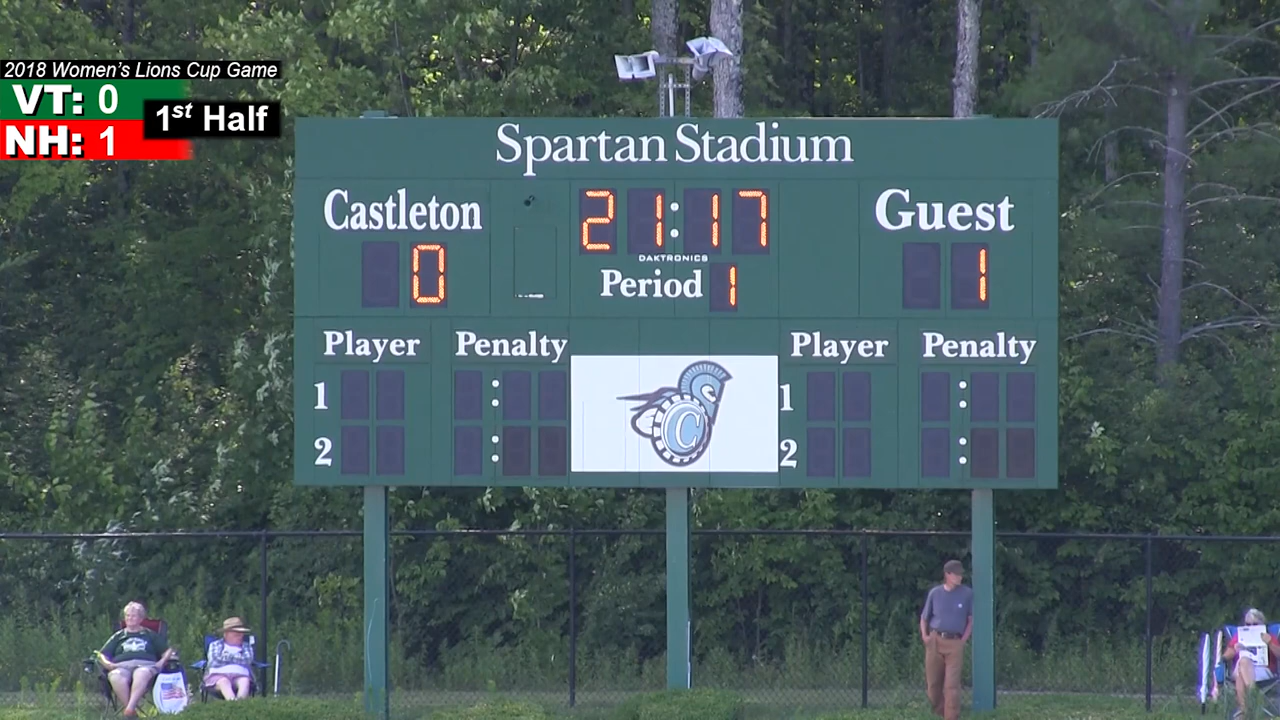 2018 Women's Lions Cup Game
VT: 0
1st Half
NH: 1
Spartan Stadium
Castleton
21:17
Guest
DAKTRONICS
0
Period 1
1
Player
Penalty
Player
Penalty
1
:
1
:
2
:
2
:
C